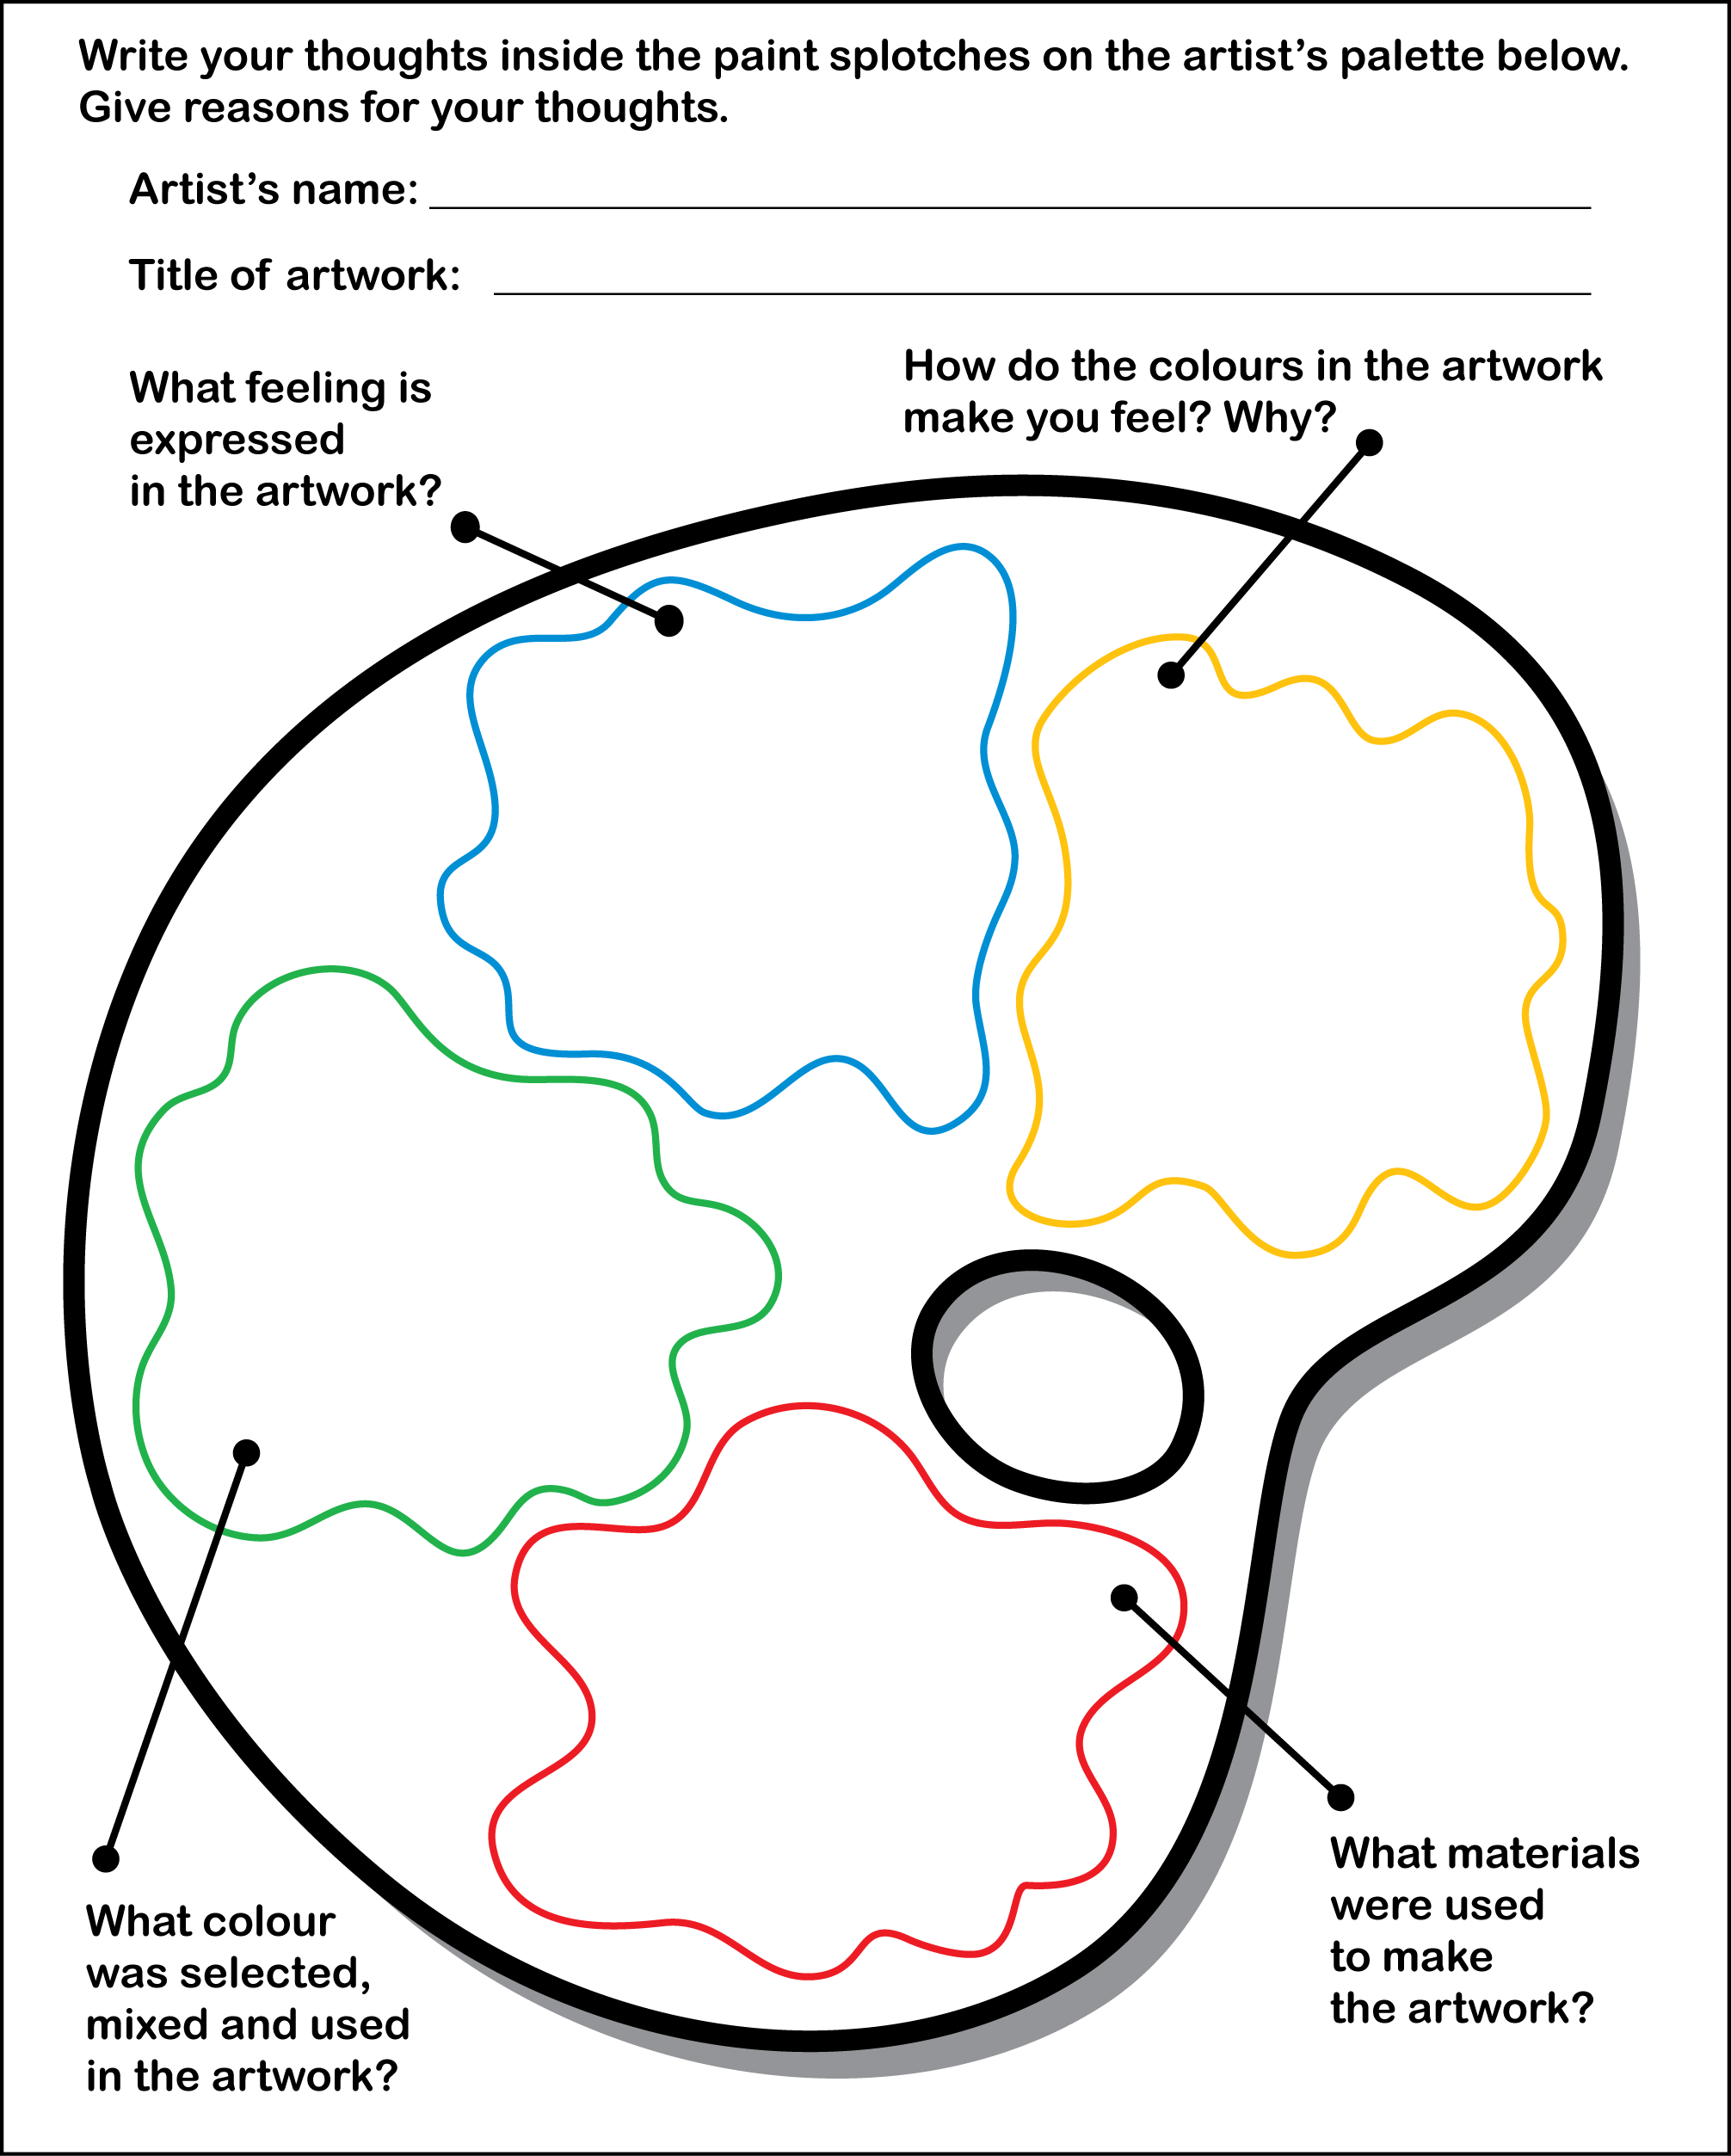 Write your thoughts inside the paint splotches on the artist’s palette below.
Give reasons for your thoughts.
Artist’s name:
Title of artwork:
What feeling is
expressed
in the artwork?
How do the colours in the artwork
make you feel? Why?
What colour
was selected,
mixed and used
in the artwork?
What materials
were used
to make
the artwork?